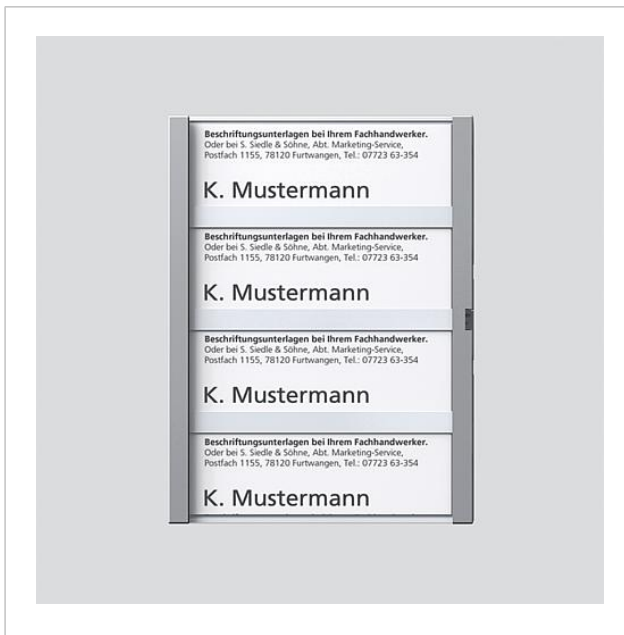 Beschriftungsunterlagen bei Ihrem Fachhandwerker.
Oder bei S. Siedle & Söhne, Abt. Marketing-Service,
Postfach 1155, 78120 Furtwangen, Tel.: 07723 63-354
K. Mustermann
Beschriftungsunterlagen bei Ihrem Fachhandwerker.
Oder bei S. Siedle & Söhne, Abt. Marketing-Service,
Postfach 1155, 78120 Furtwangen, Tel.: 07723 63-354
K. Mustermann
Beschriftungsunterlagen bei Ihrem Fachhandwerker.
Oder bei S. Siedle & Söhne, Abt. Marketing-Service,
Postfach 1155, 78120 Furtwangen, Tel.: 07723 63-354
K. Mustermann
Beschriftungsunterlagen bei Ihrem Fachhandwerker.
Oder bei S. Siedle & Söhne, Abt. Marketing-Service,
Postfach 1155, 78120 Furtwangen, Tel.: 07723 63-354
K. Mustermann